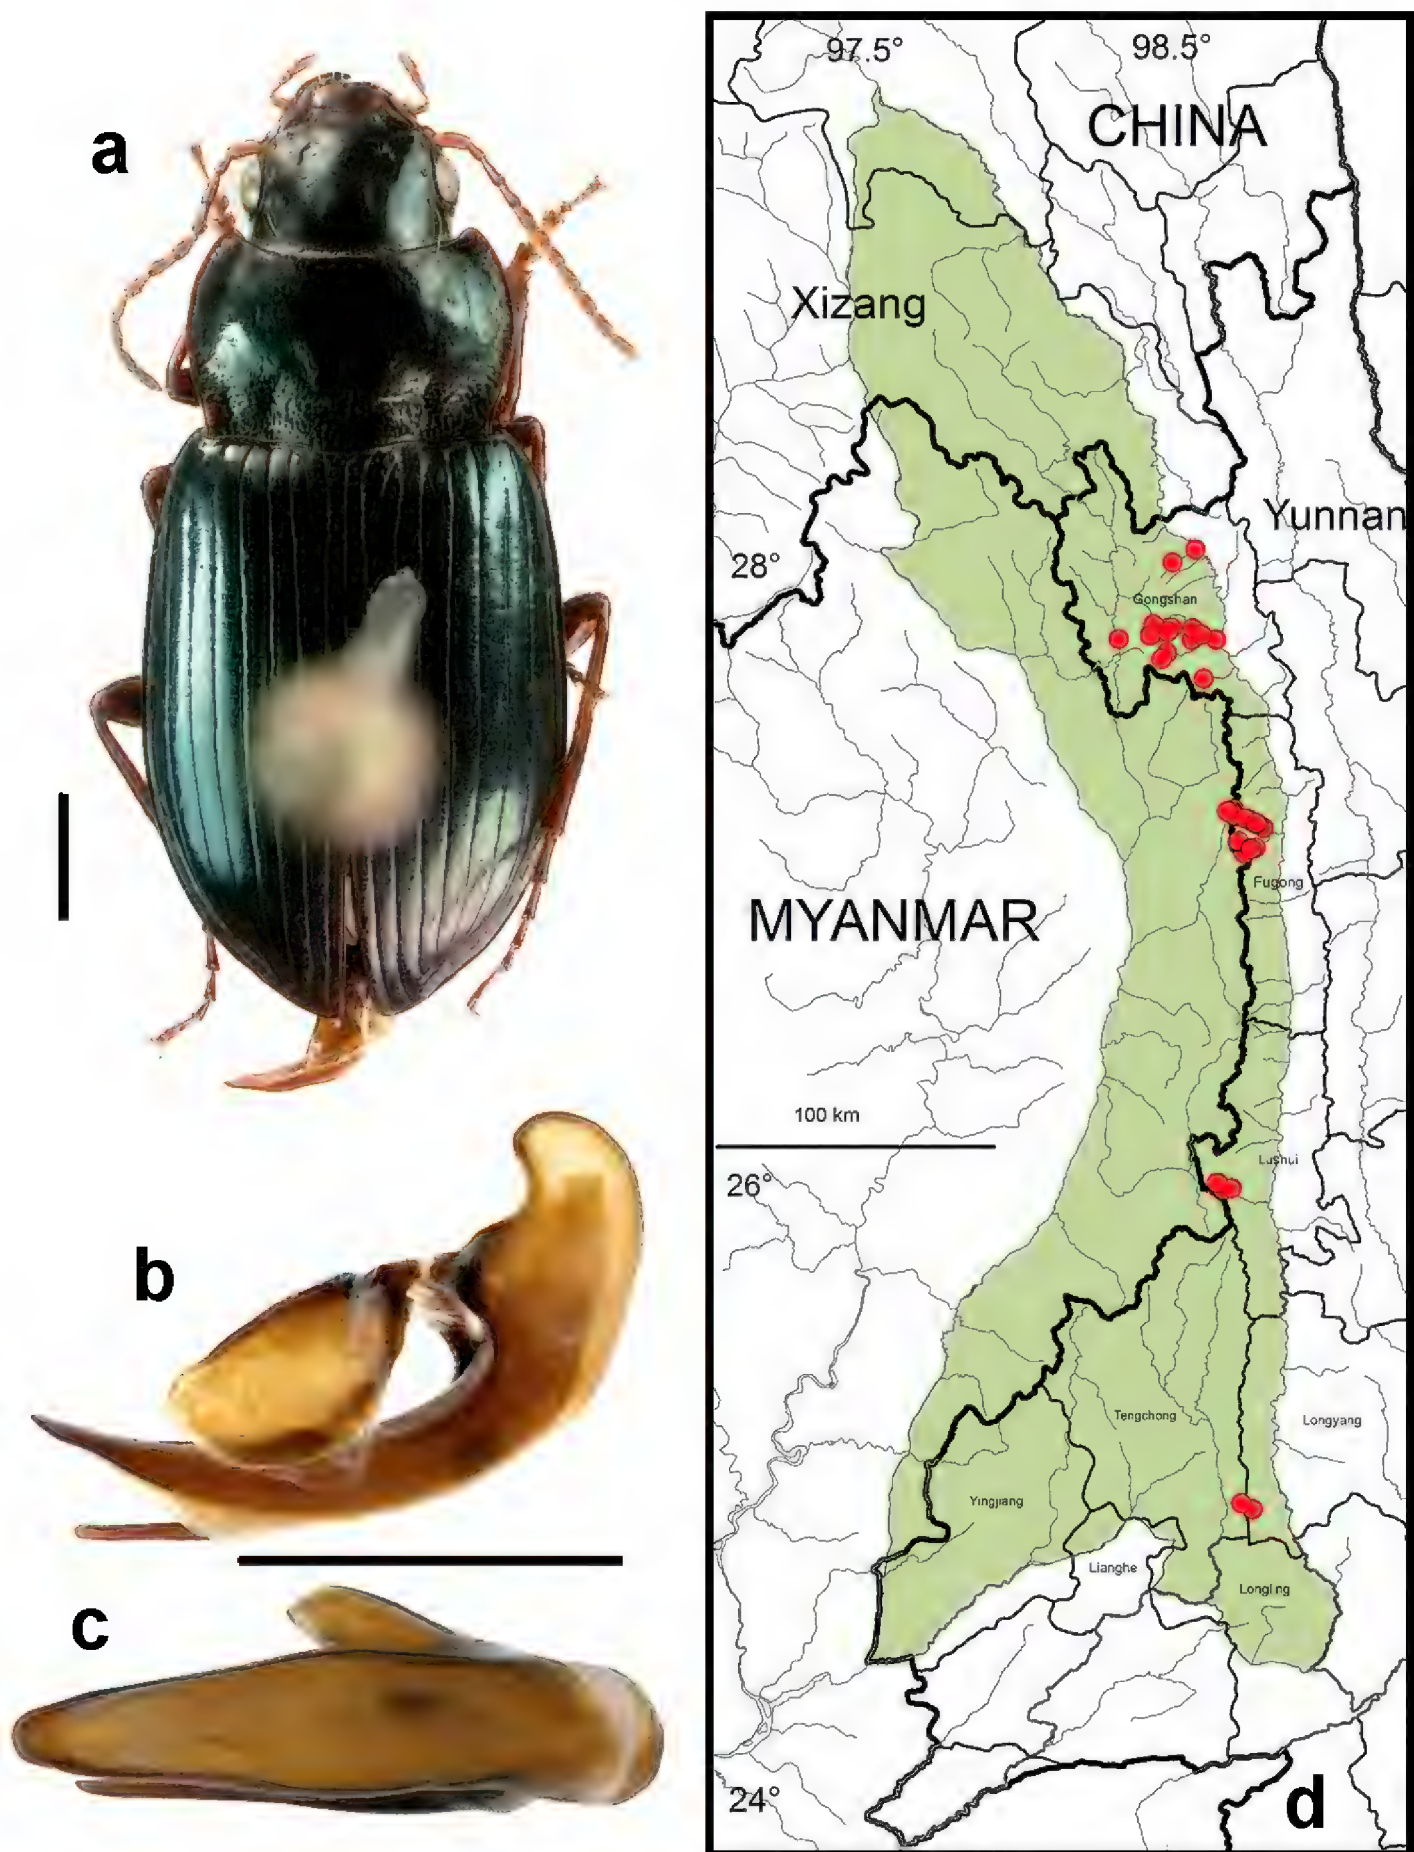 a
97.5° 98.5°
CHINA
Xizang
Yunnan
28°
Gongshan
Fugong
MYANMAR
100 km
26°
Lushui
b
Tengchong
Longyang
Yingjiang
Lianghe
Longling
c
24°
d